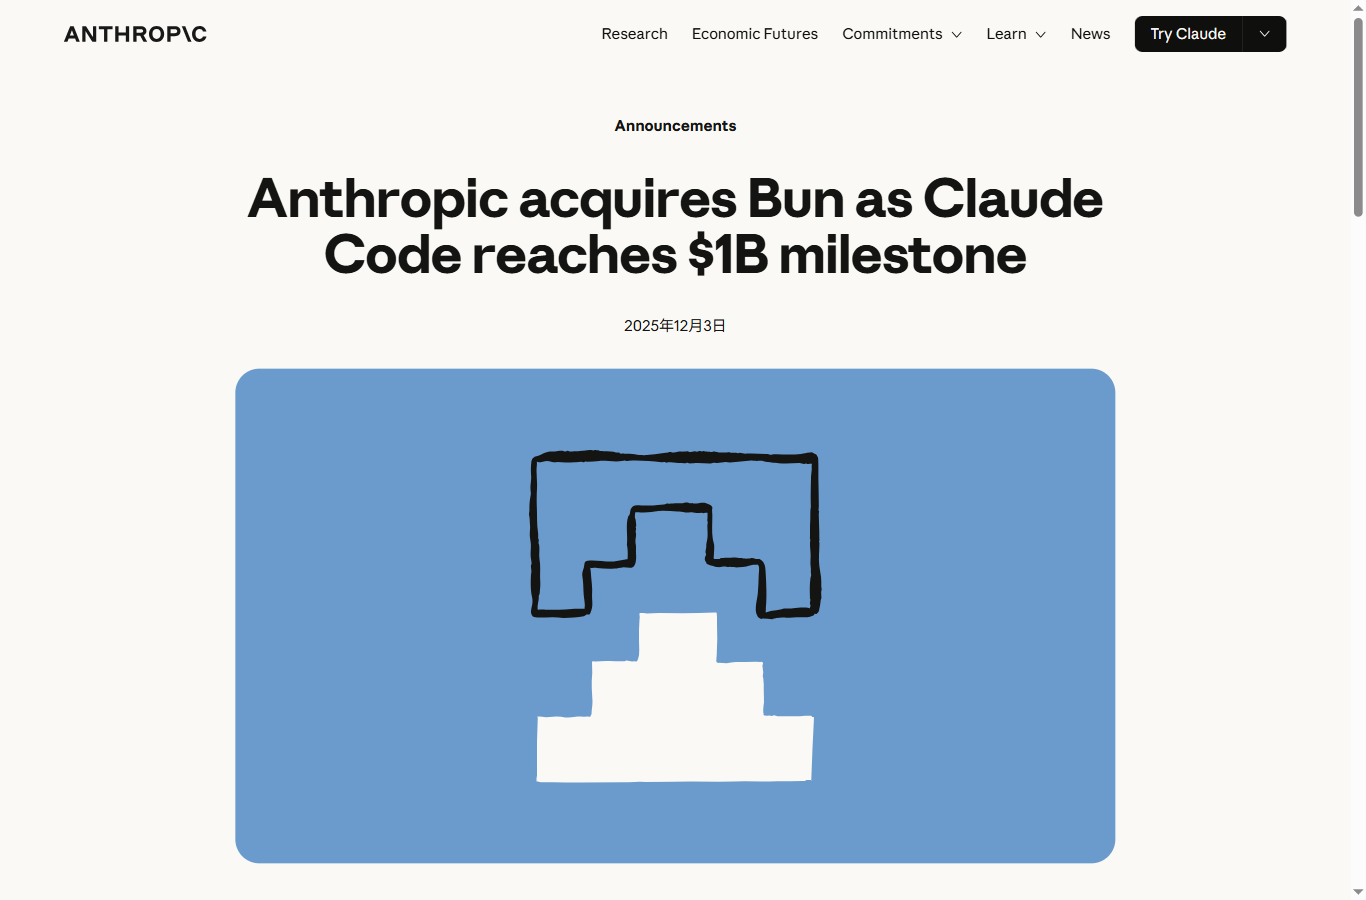 ANTHROP\C
Research
Economic Futures
Commitments
Learn
News
Try Claude
Announcements
Anthropic acquires Bun as Claude
Code reaches $1B milestone
2025年12月3日